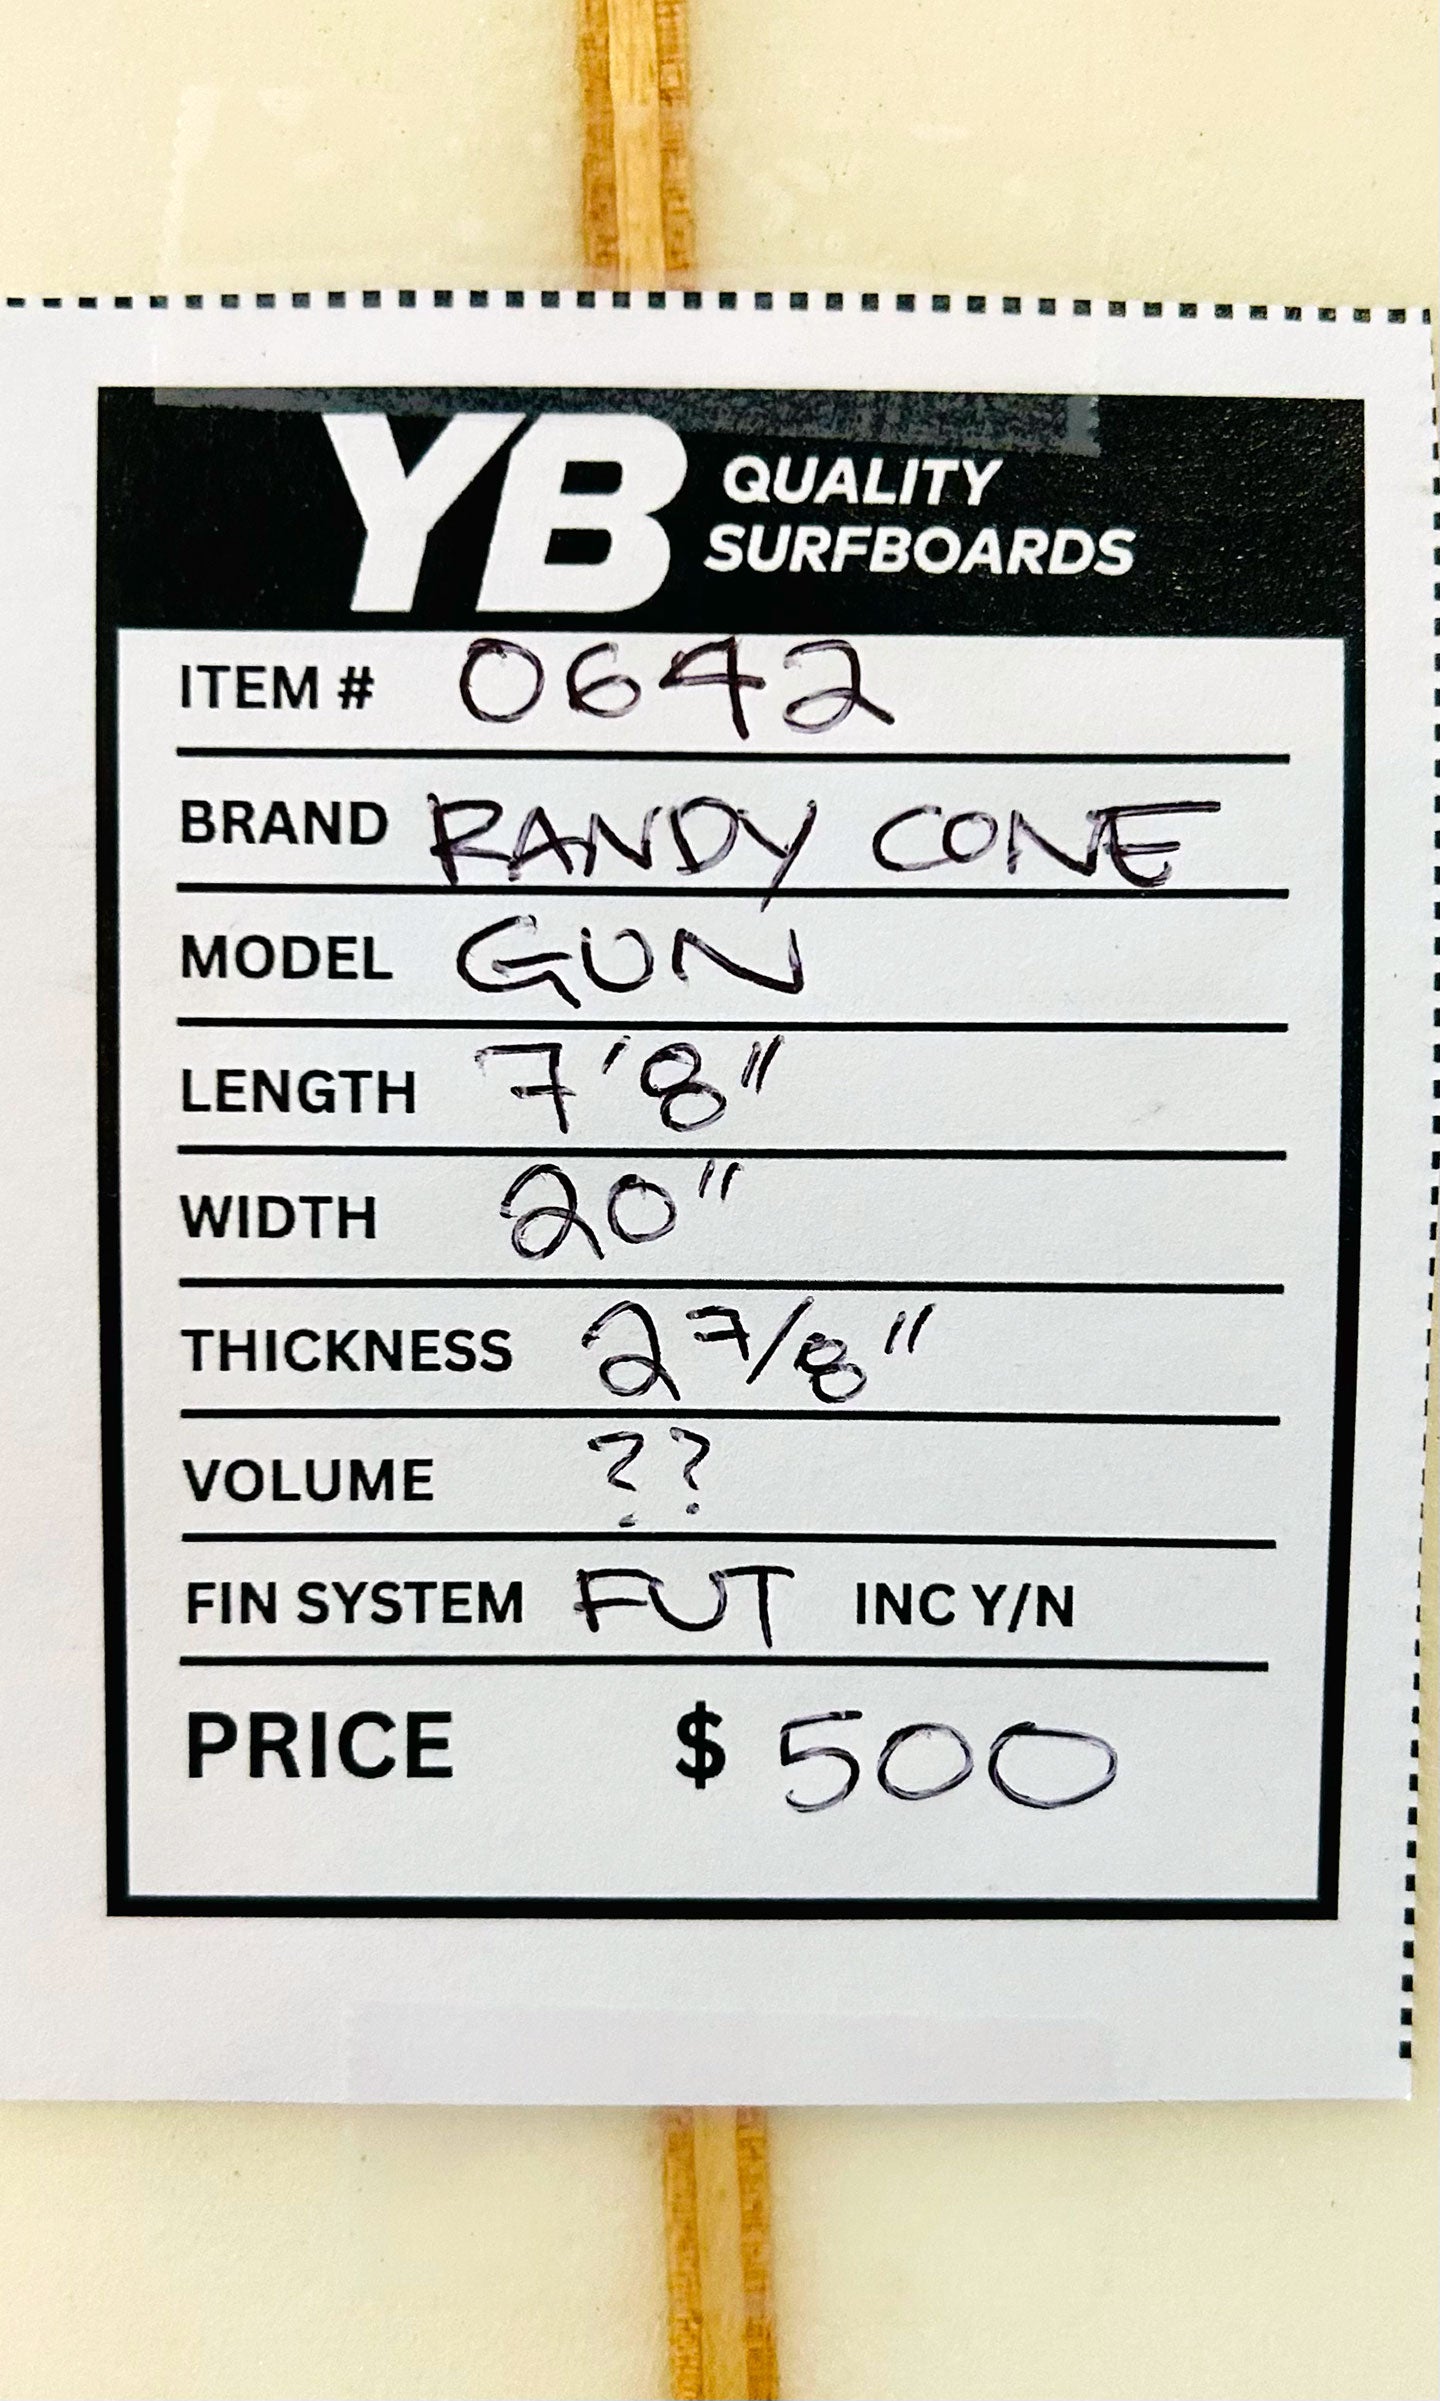 YB QUALITY
SURFBOARDS
ITEM # 0642
BRAND RANDY CONE
MODEL GUN
LENGTH 7'8"
WIDTH 20"
THICKNESS 2 7/8"
VOLUME ??
FIN SYSTEM FUT INC Y/N
PRICE $ 500